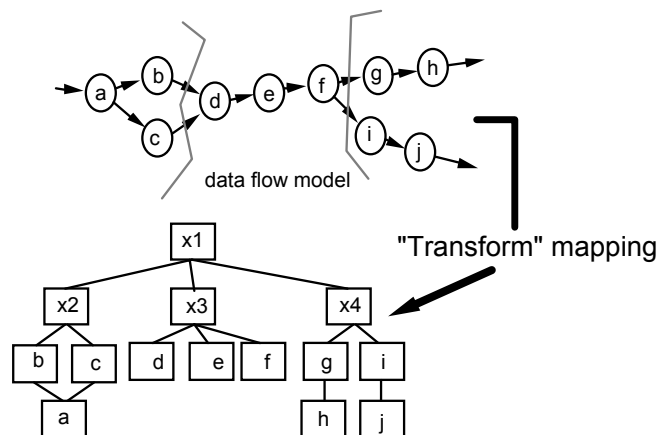 b
g
h
a
d
e
f
c
i
j
data flow model
x1
"Transform" mapping
x2
x3
x4
b
c
d
e
f
g
i
a
h
j